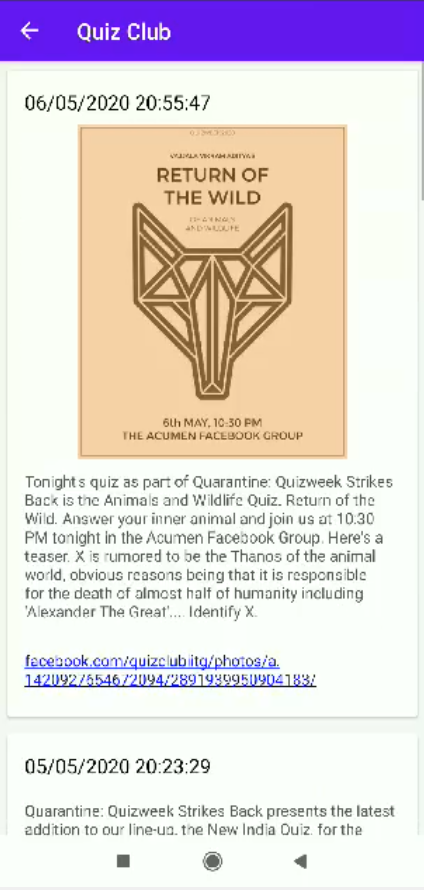 Quiz Club
06/05/2020 20:55:47
RETURN OF
THE WILD
AND WILDLIFE
6th MAY, 10:30 PM
THE ACUMEN FACEBOOK GROUP
Tonights quiz as part of Quarantine: Quizweek Strikes
Back is the Animals and Wildlife Quiz. Return of the
Wild. Answer your inner animal and join us at 10:30
PM tonight in the Acumen Facebook Group. Here's a
teaser. X is rumored to be the Thanos of the animal
world, obvious reasons being that it is responsible
for the death of almost half of humanity including
'Alexander The Great'.... Identify X.
facebook.com/quizclubiitg/photos/a.
1420927654672094/2891939950904183/
05/05/2020 20:23:29
Quarantine: Quizweek Strikes Back presents the latest
addition to our line-up, the New India Quiz, for the